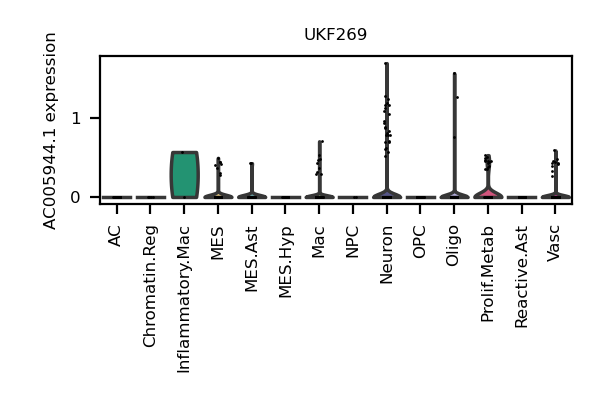 UKF269
AC005944.1 expression
1
0
AC
Chromatin.Reg
Inflammatory.Mac
MES
MES.Ast
MES.Hyp
Mac
NPC
Neuron
OPC
Oligo
Prolif.Metab
Reactive.Ast
Vasc